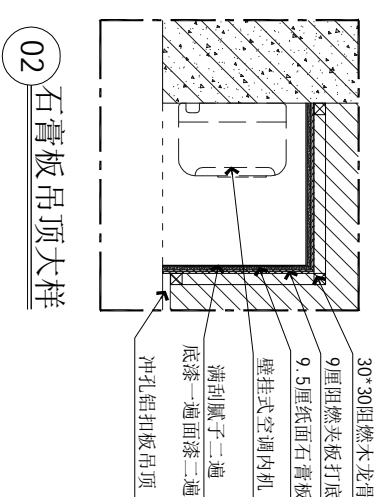 30*30阻燃木龙骨
9厘阻燃夹板打底
9.5厘纸面石膏板
壁挂式空调内机
满刮腻子二遍
底漆一遍面漆二遍
冲孔铝扣板吊顶
02 石膏板吊顶大样